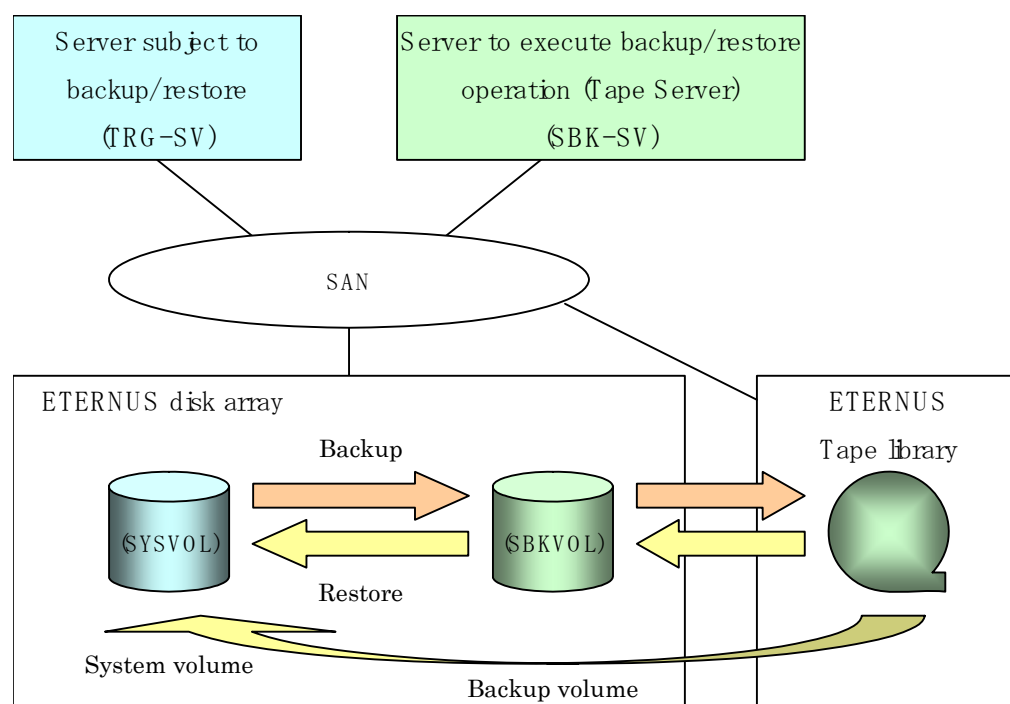 Server subject to
backup/restore
(TRG-SV)
Server to execute backup/restore
operation (Tape Server)
(SBK-SV)
SAN
ETERNUS disk array
ETERNUS
Tape library
Backup
(SYSVOL)
(SBKVOL)
Restore
System volume
Backup volume